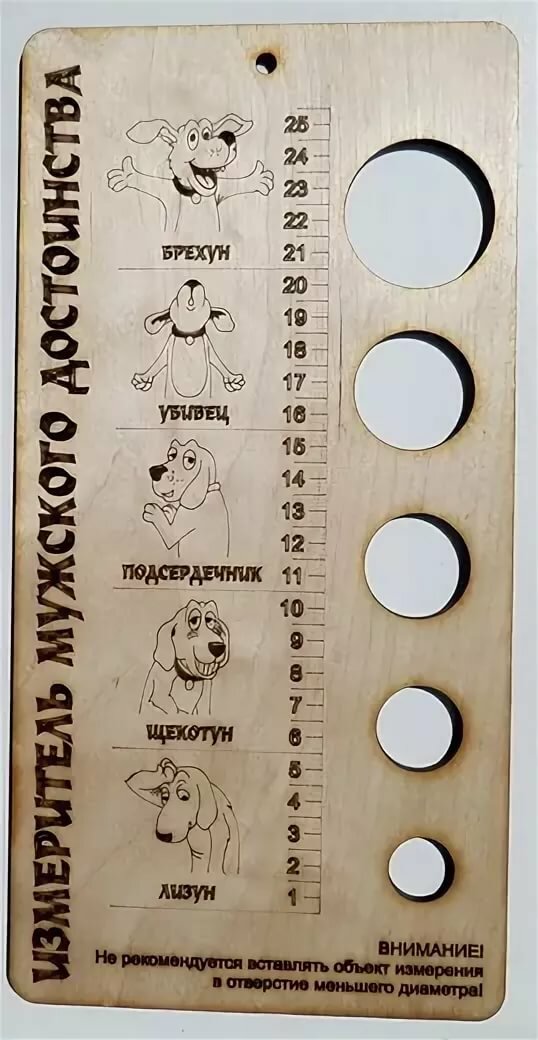 ИЗМЕРИТЕЛЬ МУЖСКОГО ДОСТОИНСТВА
25
24
23
22
БРЕХУН 21
20
19
18
17
УБИВЕЦ 16
15
14
13
12
ПОДСЕРДЕЧНИК 11
10
9
8
7
ЩЕКОТУН 6
5
4
3
2
ЛИЗУН 1
ВНИМАНИЕ!
Не рекомендуется вставлять объект измерения
в отверстие меньшего диаметра!